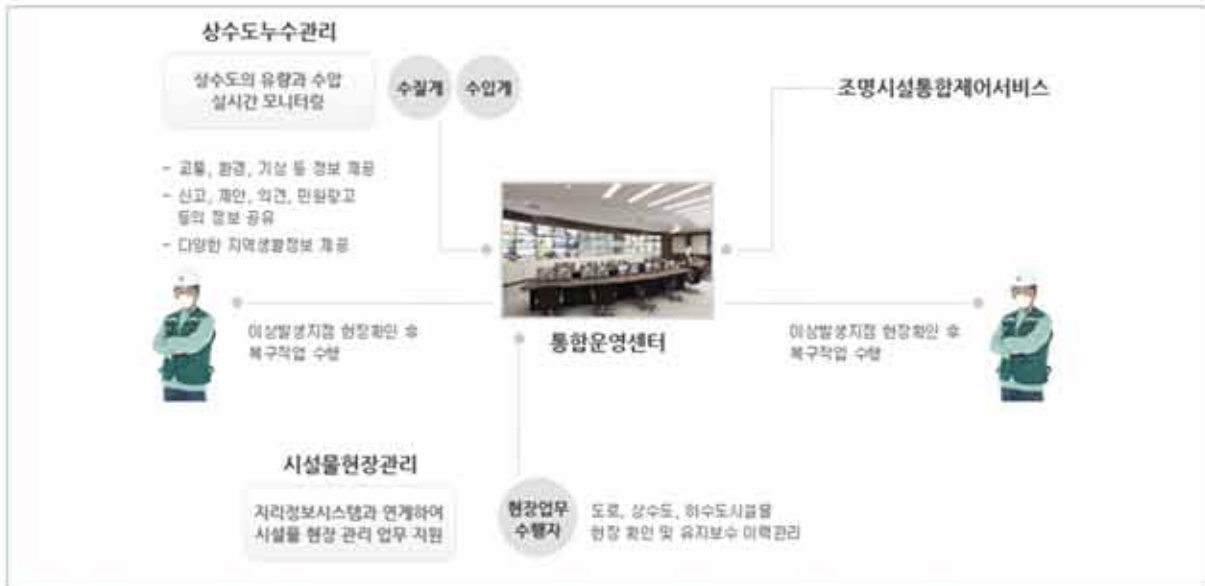 상수도누수관리
상수도의 유량과 수압
실시간 모니터링
수질계
수압계
조명시설통합제어서비스
- 교통, 환경, 기상 등 정보 제공
- 신고, 제안, 의견, 민원광고
등의 정보 공유
- 다양한 지역생활정보 제공
이상발생지점 현장확인 후
복구작업 수행
통합운영센터
이상발생지점 현장확인 후
복구작업 수행
시설물현장관리
지리정보시스템과 연계하여
시설물 현장 관리 업무 지원
현장업무
수행자
도로, 상수도, 하수도시설물
현장 확인 및 유지보수 이력관리